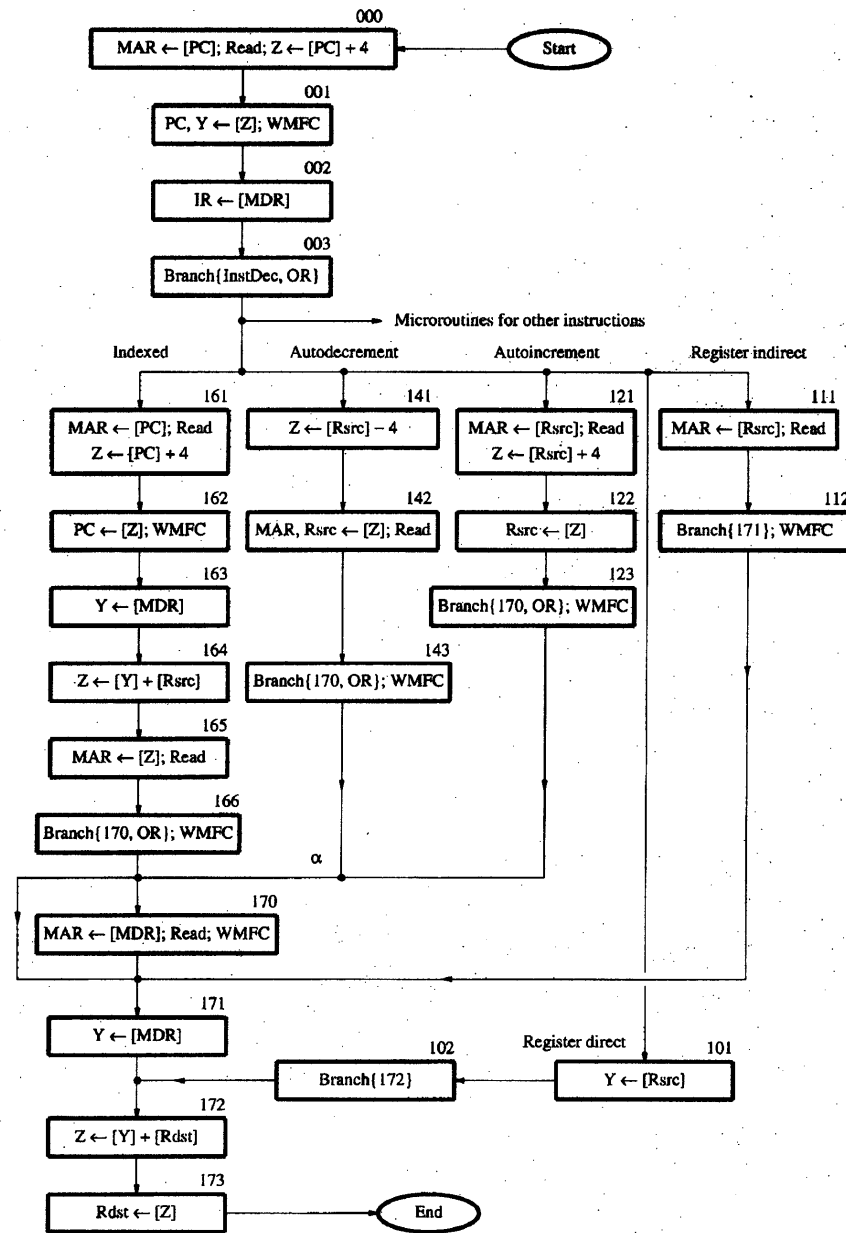 000
MAR ← [PC]; Read; Z ← [PC] + 4
Start
001
PC, Y ← [Z]; WMFC
002
IR ← [MDR]
003
Branch{InstDec, OR}
Microroutines for other instructions
Indexed
Autodecrement
Autoincrement
Register indirect
161
MAR ← [PC]; Read
Z ← [PC] + 4
141
Z ← [Rsrc] − 4
121
MAR ← [Rsrc]; Read
Z ← [Rsrc] + 4
111
MAR ← [Rsrc]; Read
162
PC ← [Z]; WMFC
142
MAR, Rsrc ← [Z]; Read
122
Rsrc ← [Z]
112
Branch{171}; WMFC
163
Y ← [MDR]
123
Branch{170, OR}; WMFC
164
Z ← [Y] + [Rsrc]
143
Branch{170, OR}; WMFC
165
MAR ← [Z]; Read
166
Branch{170, OR}; WMFC
α
170
MAR ← [MDR]; Read; WMFC
171
Y ← [MDR]
Register direct
102
Branch{172}
101
Y ← [Rsrc]
172
Z ← [Y] + [Rdst]
173
Rdst ← [Z]
End